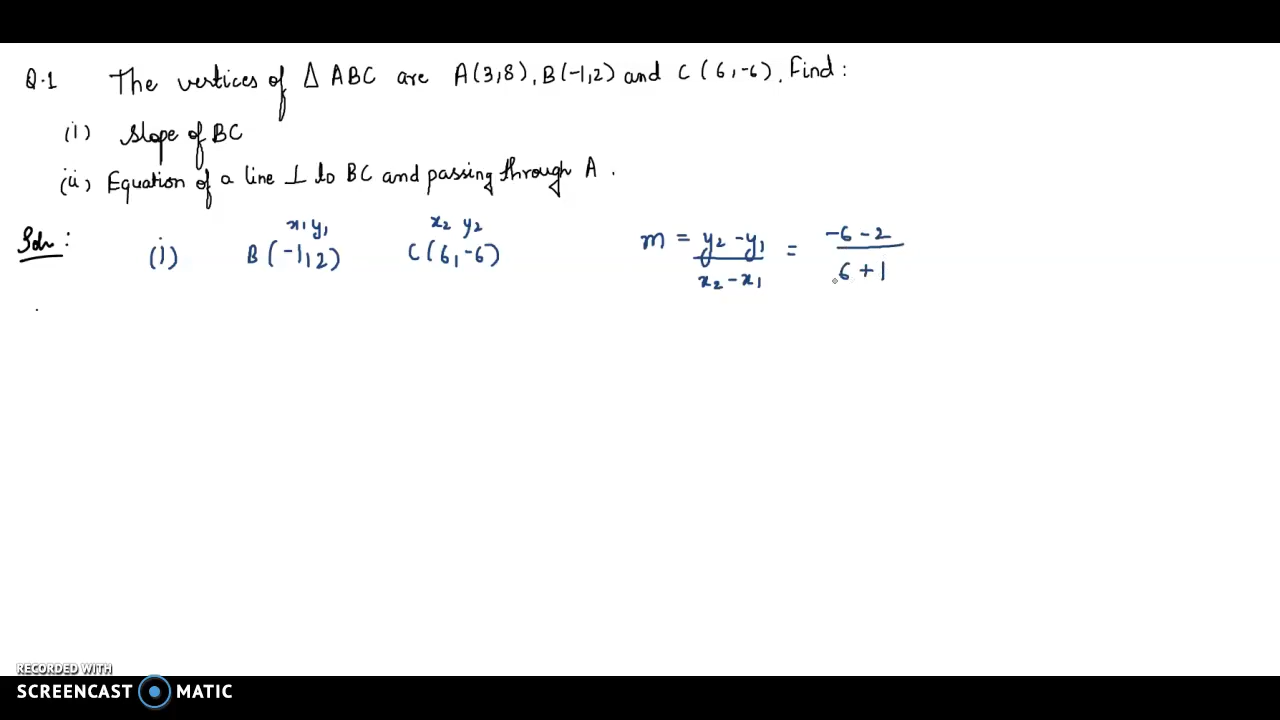 Q.1 The vertices of Δ ABC are A(3,8), B(-1,2) and C(6,-6). Find:
(i) Slope of BC
(ii) Equation of a line ⊥ to BC and passing through A.
Soln: (i) B(-1,2) C(6,-6) m = y₂-y₁ / x₂-x₁ = -6-2 / 6+1
x₁ y₁ x₂ y₂
RECORDED WITH
SCREENCAST MATIC